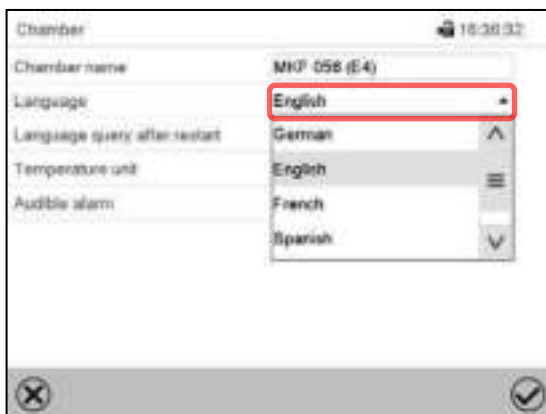 Chamber 16:36:32
Chamber name MKF 056 (E4)
Language English
Language query after restart German
Temperature unit English
Audible alarm French
Spanish